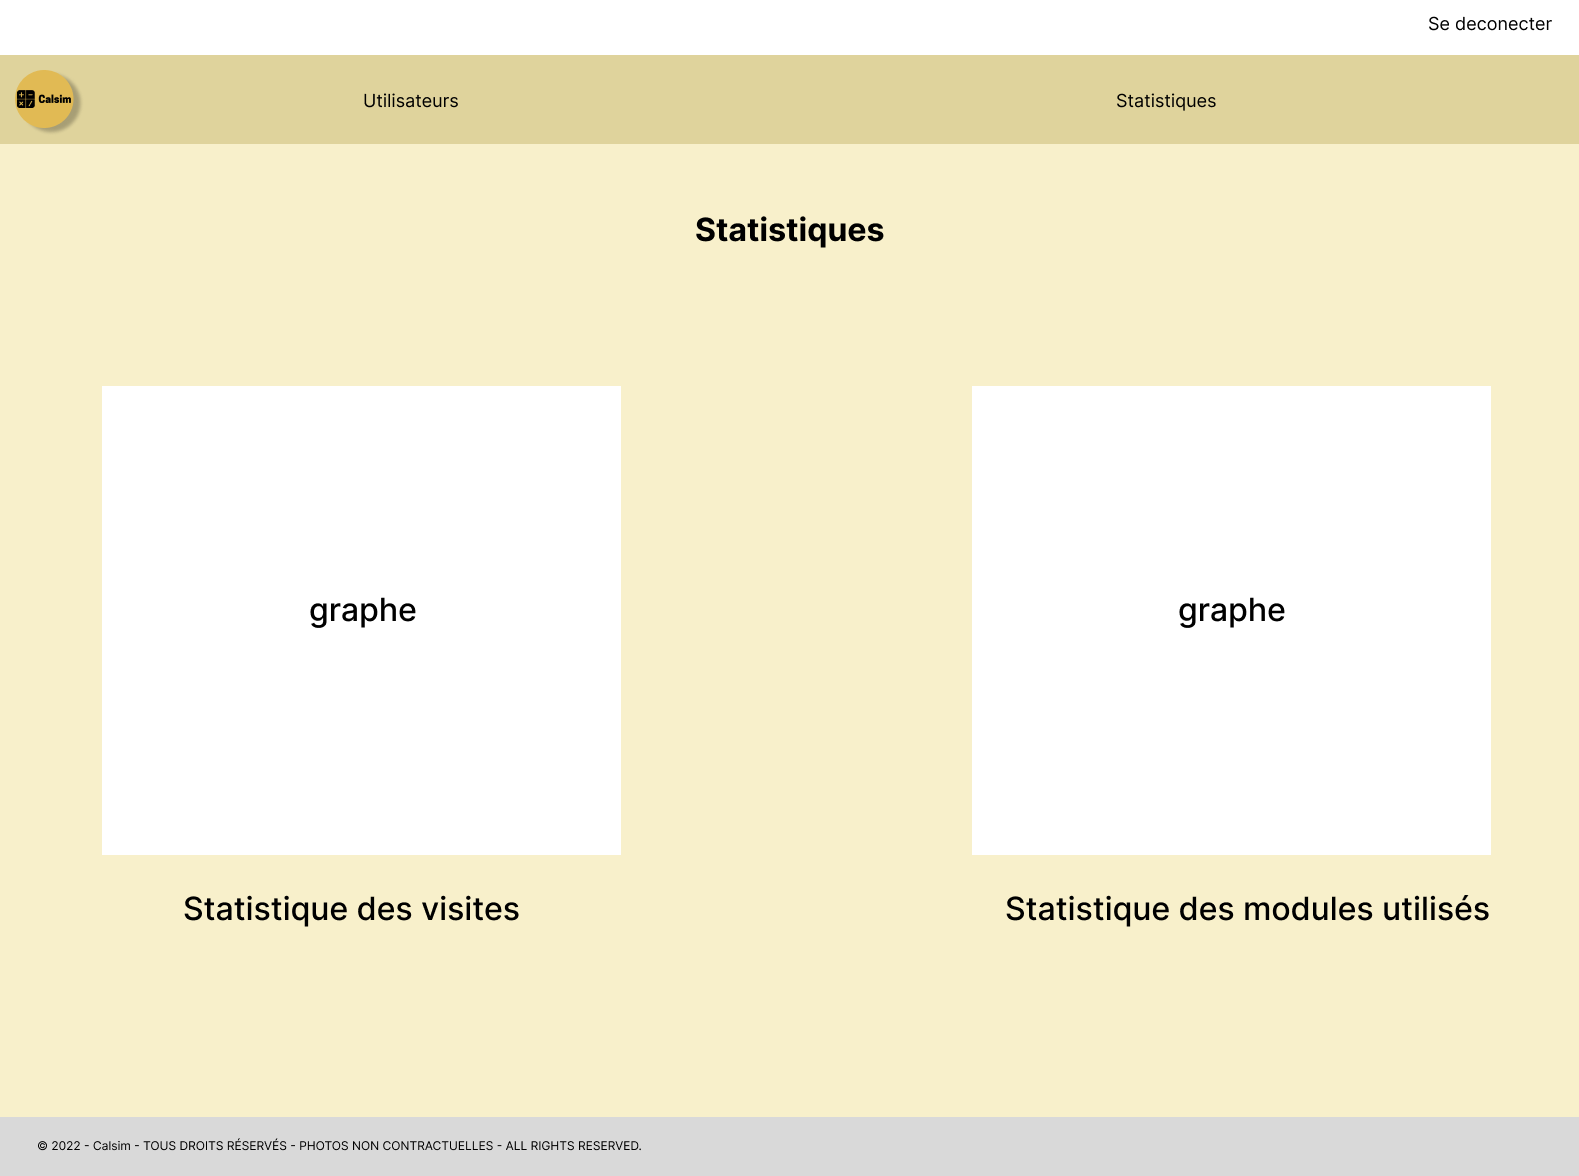 Se deconecter
Calsim
Utilisateurs
Statistiques
Statistiques
graphe
graphe
Statistique des visites
Statistique des modules utilisés
© 2022 - Calsim - TOUS DROITS RÉSERVÉS - PHOTOS NON CONTRACTUELLES - ALL RIGHTS RESERVED.